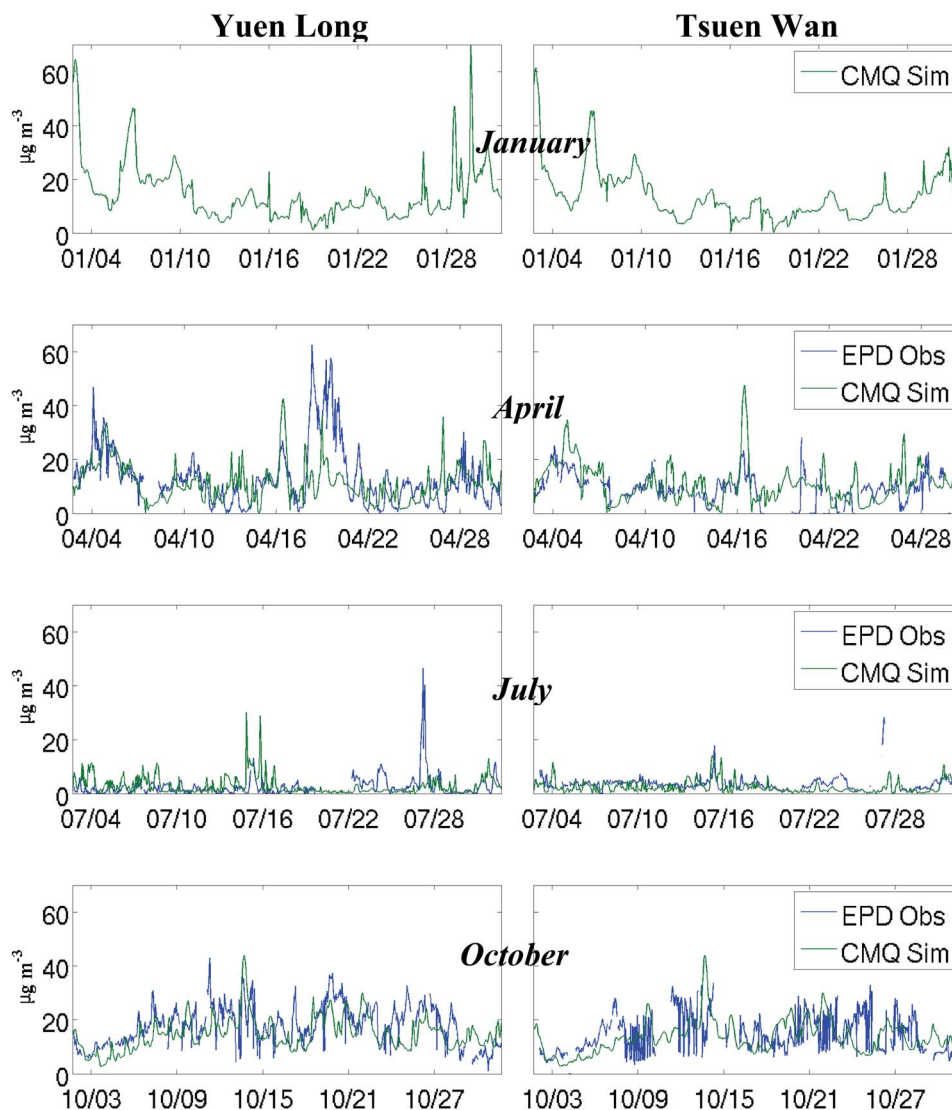 Yuen Long Tsuen Wan
60
40
20
0
μg m⁻³
CMQ Sim
January
01/04 01/10 01/16 01/22 01/28 01/04 01/10 01/16 01/22 01/28
60
40
20
0
μg m⁻³
EPD Obs
CMQ Sim
April
04/04 04/10 04/16 04/22 04/28 04/04 04/10 04/16 04/22 04/28
60
40
20
0
μg m⁻³
EPD Obs
CMQ Sim
July
07/04 07/10 07/16 07/22 07/28 07/04 07/10 07/16 07/22 07/28
60
40
20
0
μg m⁻³
EPD Obs
CMQ Sim
October
10/03 10/09 10/15 10/21 10/27 10/03 10/09 10/15 10/21 10/27